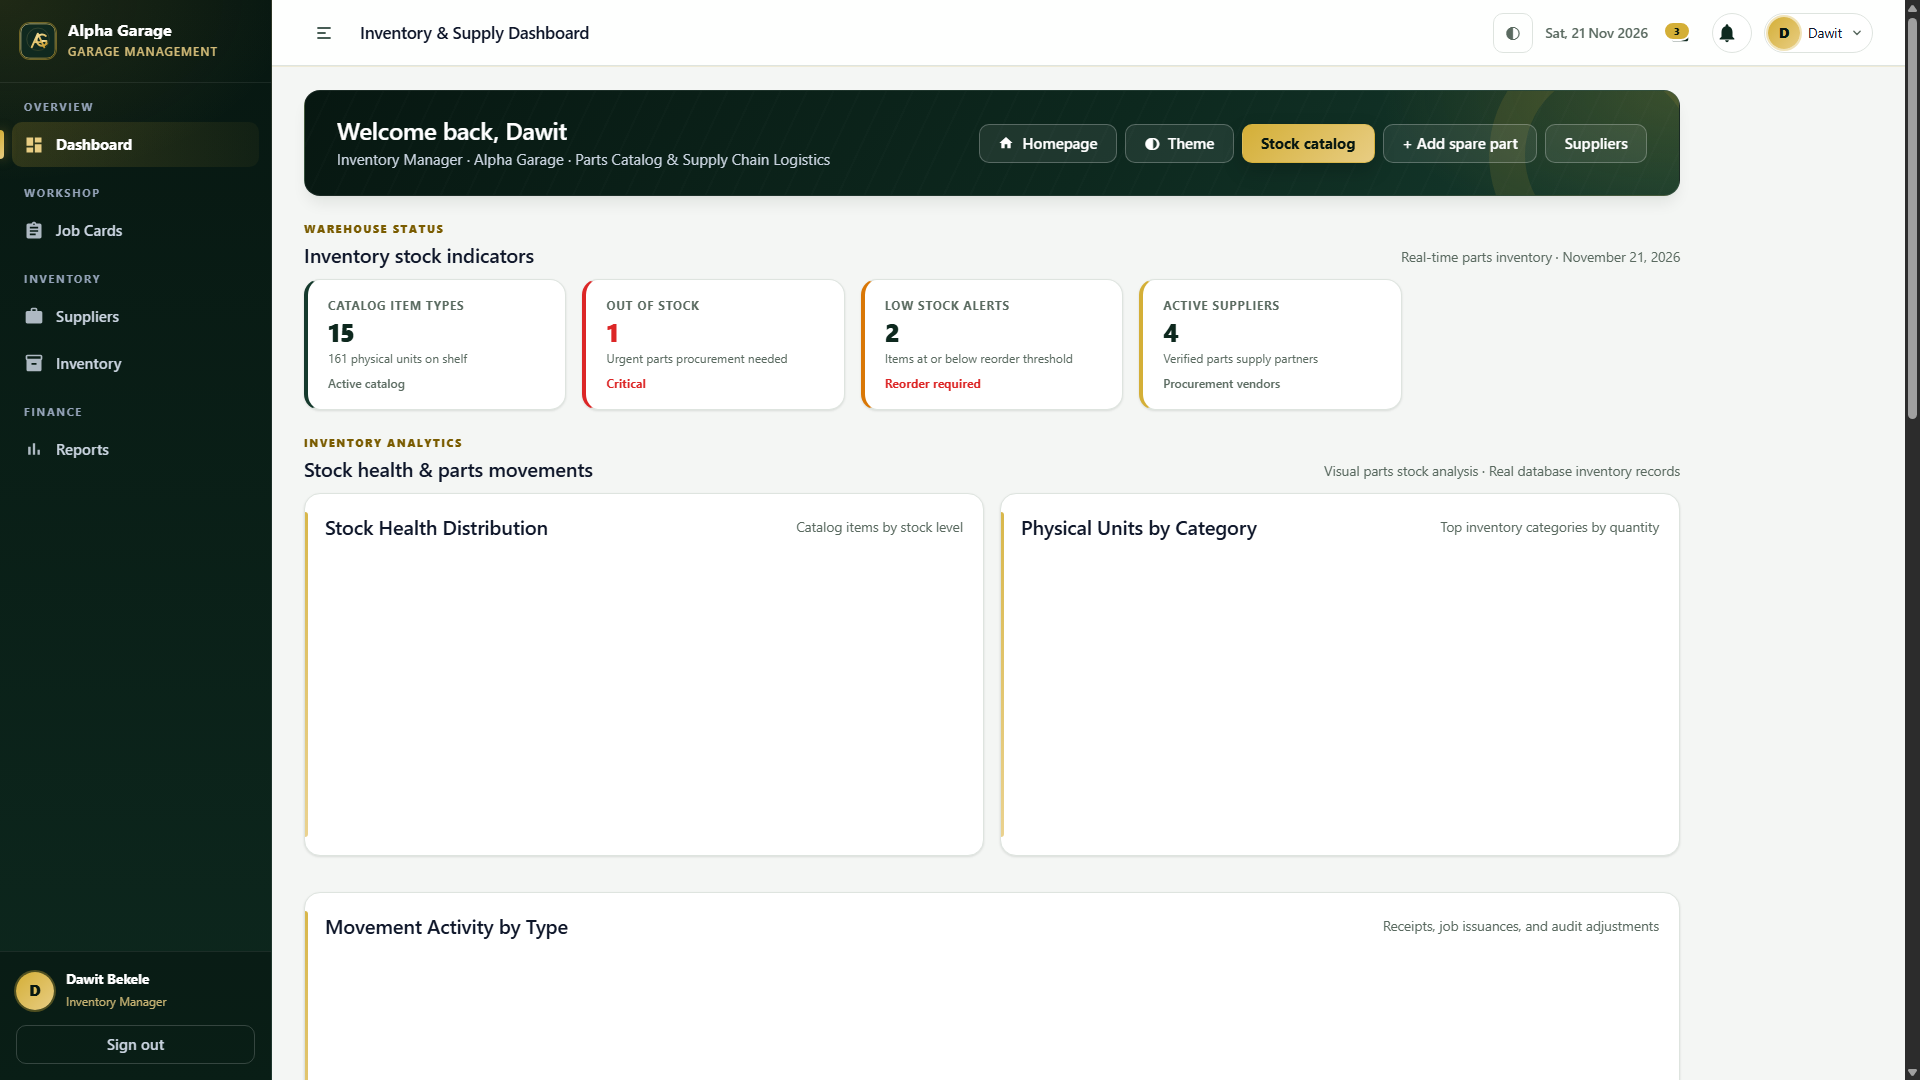 Alpha Garage
GARAGE MANAGEMENT
OVERVIEW
Dashboard
WORKSHOP
Job Cards
INVENTORY
Suppliers
Inventory
FINANCE
Reports
D
Dawit Bekele
Inventory Manager
Sign out
Inventory & Supply Dashboard
Sat, 21 Nov 2026
3
D
Dawit
Welcome back, Dawit
Inventory Manager · Alpha Garage · Parts Catalog & Supply Chain Logistics
Homepage
Theme
Stock catalog
+ Add spare part
Suppliers
WAREHOUSE STATUS
Inventory stock indicators
Real-time parts inventory · November 21, 2026
CATALOG ITEM TYPES
15
161 physical units on shelf
Active catalog
OUT OF STOCK
1
Urgent parts procurement needed
Critical
LOW STOCK ALERTS
2
Items at or below reorder threshold
Reorder required
ACTIVE SUPPLIERS
4
Verified parts supply partners
Procurement vendors
INVENTORY ANALYTICS
Stock health & parts movements
Visual parts stock analysis · Real database inventory records
Stock Health Distribution
Catalog items by stock level
Physical Units by Category
Top inventory categories by quantity
Movement Activity by Type
Receipts, job issuances, and audit adjustments